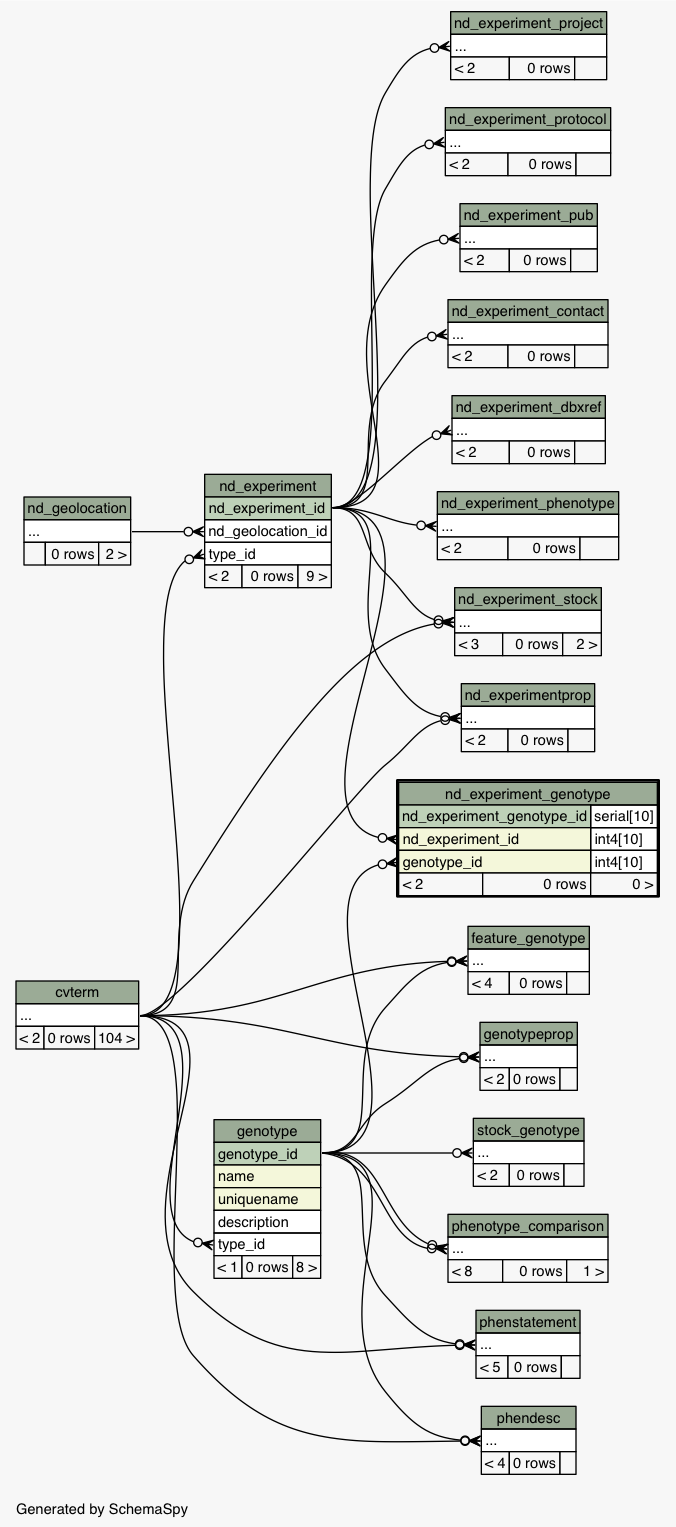 nd_experiment_project
...
< 2 0 rows
nd_experiment_protocol
...
< 2 0 rows
nd_experiment_pub
...
< 2 0 rows
nd_experiment_contact
...
< 2 0 rows
nd_experiment_dbxref
...
< 2 0 rows
nd_experiment
nd_experiment_id
nd_geolocation_id
type_id
< 2 0 rows 9 >
nd_geolocation
...
0 rows 2 >
nd_experiment_phenotype
...
< 2 0 rows
nd_experiment_stock
...
< 3 0 rows 2 >
nd_experimentprop
...
< 2 0 rows
nd_experiment_genotype
nd_experiment_genotype_id serial[10]
nd_experiment_id int4[10]
genotype_id int4[10]
< 2 0 rows 0 >
feature_genotype
...
< 4 0 rows
cvterm
...
< 2 0 rows 104 >
genotypeprop
...
< 2 0 rows
genotype
genotype_id
name
uniquename
description
type_id
< 1 0 rows 8 >
stock_genotype
...
< 2 0 rows
phenotype_comparison
...
< 8 0 rows 1 >
phenstatement
...
< 5 0 rows
phendesc
...
< 4 0 rows
Generated by SchemaSpy